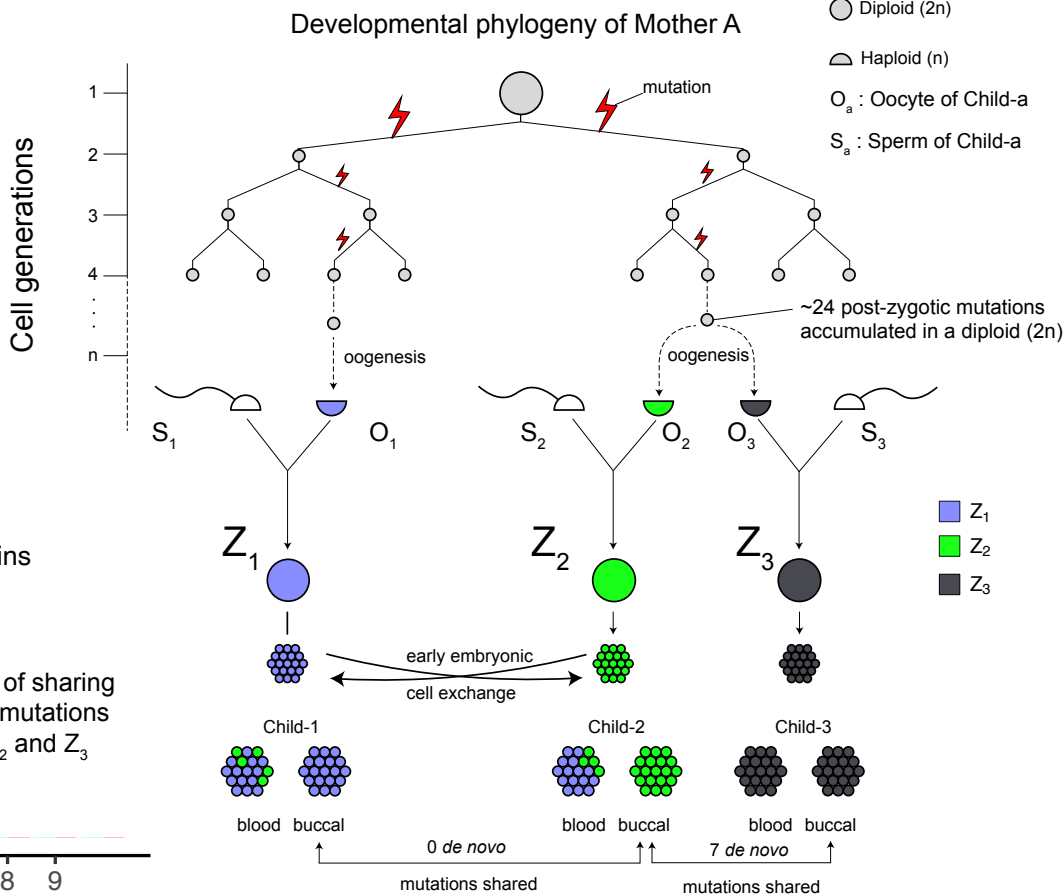 Developmental phylogeny of Mother A
Diploid (2n)
Haploid (n)
Oₐ : Oocyte of Child-a
Sₐ : Sperm of Child-a
mutation
Cell generations
1
2
3
4
.
.
.
n
~24 post-zygotic mutations
accumulated in a diploid (2n)
oogenesis
oogenesis
S₁
O₁
S₂
O₂
O₃
S₃
Z₁
Z₂
Z₃
Z₁
Z₂
Z₃
ins
of sharing
mutations
₂ and Z₃
early embryonic
cell exchange
Child-1
Child-2
Child-3
blood buccal
blood buccal
blood buccal
0 de novo
mutations shared
7 de novo
mutations shared
8 9